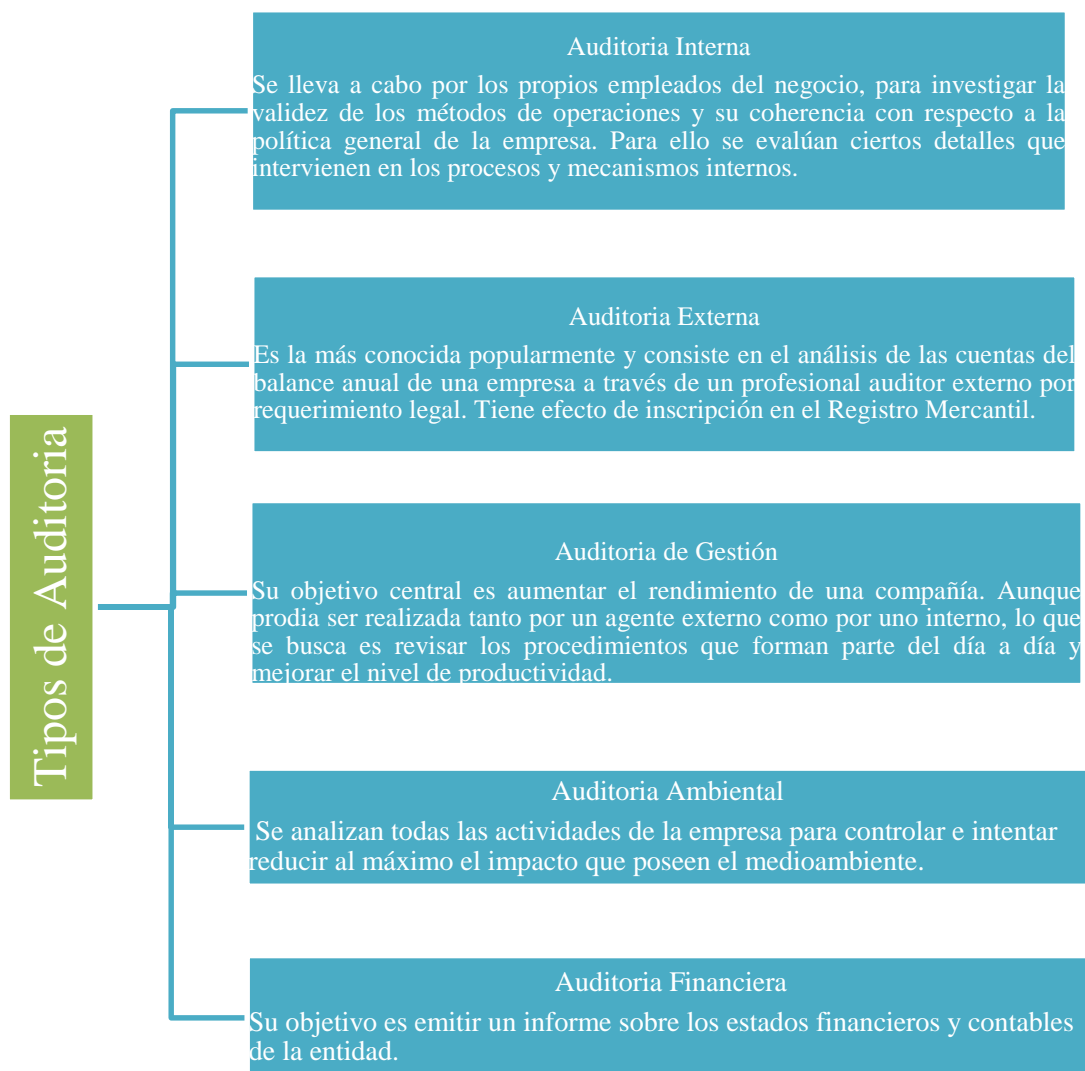 Tipos de Auditoria
Auditoria Interna
Se lleva a cabo por los propios empleados del negocio, para investigar la
validez de los métodos de operaciones y su coherencia con respecto a la
política general de la empresa. Para ello se evalúan ciertos detalles que
intervienen en los procesos y mecanismos internos.
Auditoria Externa
Es la más conocida popularmente y consiste en el análisis de las cuentas del
balance anual de una empresa a través de un profesional auditor externo por
requerimiento legal. Tiene efecto de inscripción en el Registro Mercantil.
Auditoria de Gestión
Su objetivo central es aumentar el rendimiento de una compañía. Aunque
prodia ser realizada tanto por un agente externo como por uno interno, lo que
se busca es revisar los procedimientos que forman parte del día a día y
mejorar el nivel de productividad.
Auditoria Ambiental
Se analizan todas las actividades de la empresa para controlar e intentar
reducir al máximo el impacto que poseen el medioambiente.
Auditoria Financiera
Su objetivo es emitir un informe sobre los estados financieros y contables
de la entidad.